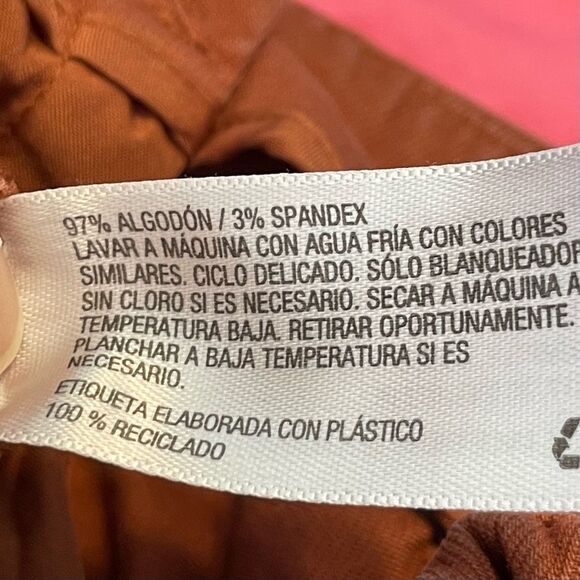 97% ALGODÓN / 3% SPANDEX
LAVAR A MÁQUINA CON AGUA FRÍA CON COLORES
SIMILARES. CICLO DELICADO. SÓLO BLANQUEADOR
SIN CLORO SI ES NECESARIO. SECAR A MÁQUINA A
TEMPERATURA BAJA. RETIRAR OPORTUNAMENTE.
PLANCHAR A BAJA TEMPERATURA SI ES
NECESARIO.
ETIQUETA ELABORADA CON PLÁSTICO
100 % RECICLADO